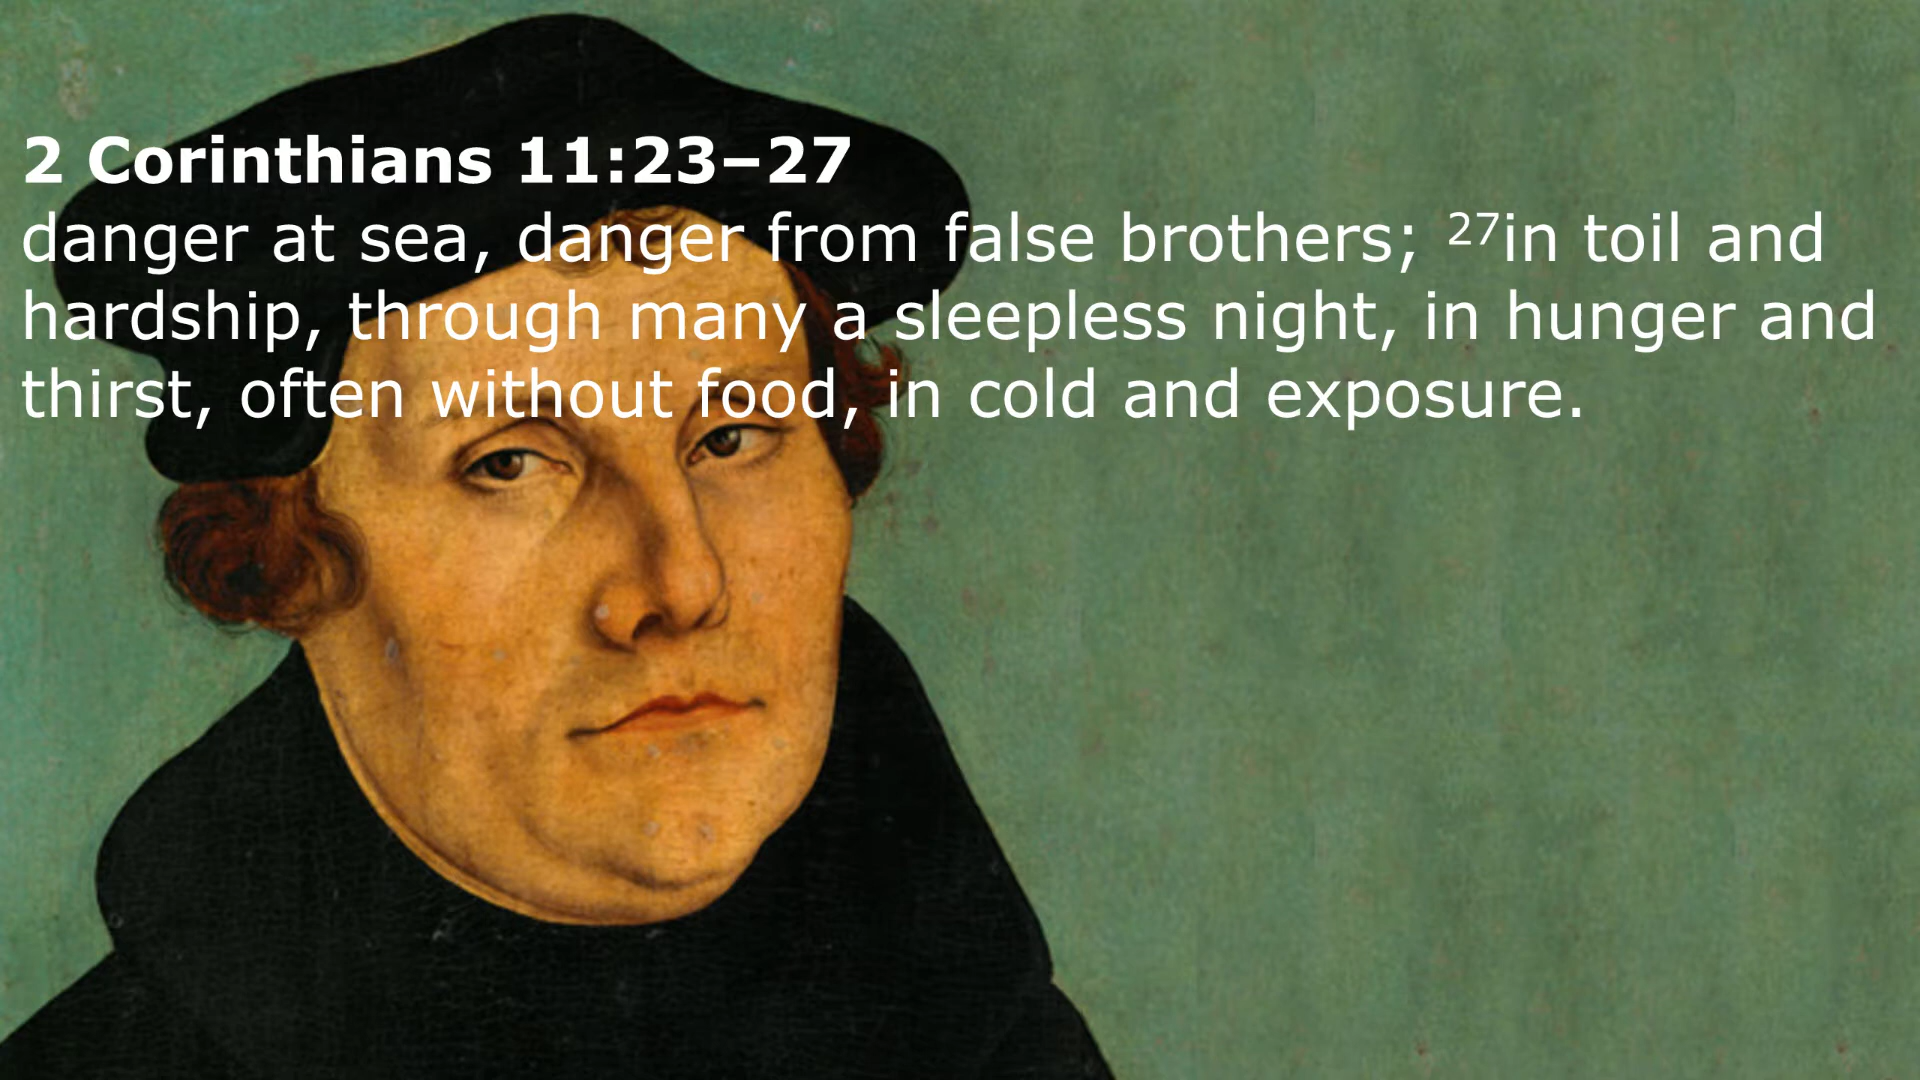 2 Corinthians 11:23–27
danger at sea, danger from false brothers; 27in toil and
hardship, through many a sleepless night, in hunger and
thirst, often without food, in cold and exposure.